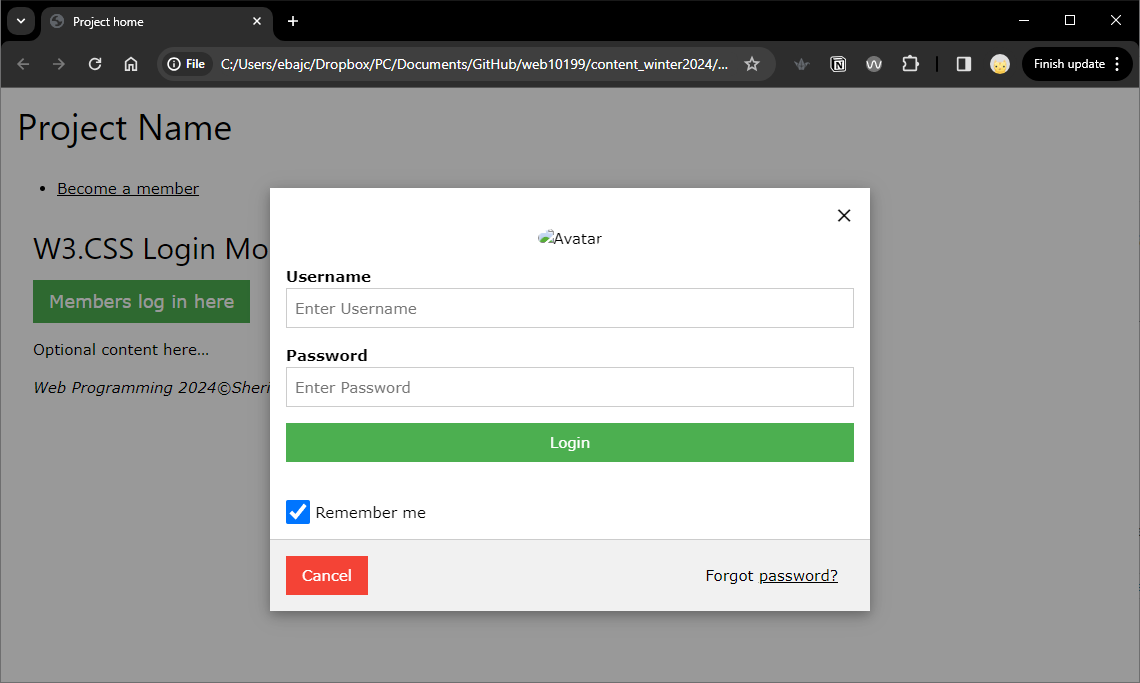 Project home
File
C:/Users/ebajc/Dropbox/PC/Documents/GitHub/web10199/content_winter2024/...
Finish update
Project Name
Become a member
W3.CSS Login Mo
Members log in here
Optional content here...
Web Programming 2024©Sheri
Avatar
Username
Enter Username
Password
Enter Password
Login
Remember me
Cancel
Forgot password?